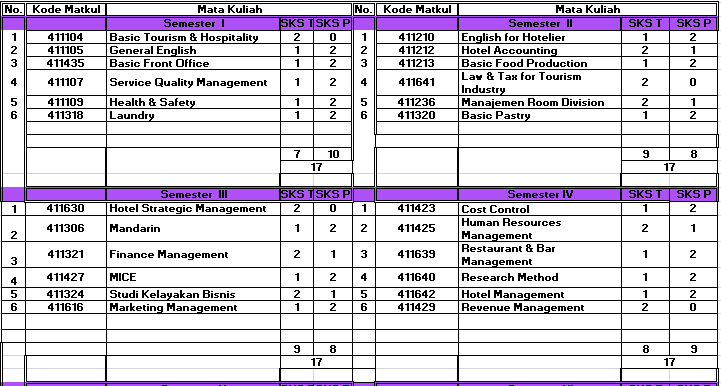 No. Kode Matkul Mata Kuliah No. Kode Matkul Mata Kuliah
Semester I SKS T SKS P Semester II SKS T SKS P
1 411104 Basic Tourism & Hospitality 2 0 1 411210 English for Hotelier 1 2
2 411105 General English 1 2 2 411212 Hotel Accounting 2 1
3 411435 Basic Front Office 1 2 3 411213 Basic Food Production 1 2
4 411107 Service Quality Management 1 2 4 411641 Law & Tax for Tourism Industry 2 0
5 411109 Health & Safety 1 2 5 411236 Manajemen Room Division 2 1
6 411318 Laundry 1 2 6 411320 Basic Pastry 1 2
7 10 9 8
17 17
Semester III SKS T SKS P Semester IV SKS T SKS P
1 411630 Hotel Strategic Management 2 0 1 411423 Cost Control 1 2
2 411306 Mandarin 1 2 2 411425 Human Resources Management 2 1
3 411321 Finance Management 2 1 3 411639 Restaurant & Bar Management 1 2
4 411427 MICE 1 2 4 411640 Research Method 1 2
5 411324 Studi Kelayakan Bisnis 2 1 5 411642 Hotel Management 1 2
6 411616 Marketing Management 1 2 6 411429 Revenue Management 2 0
9 8 8 9
17 17